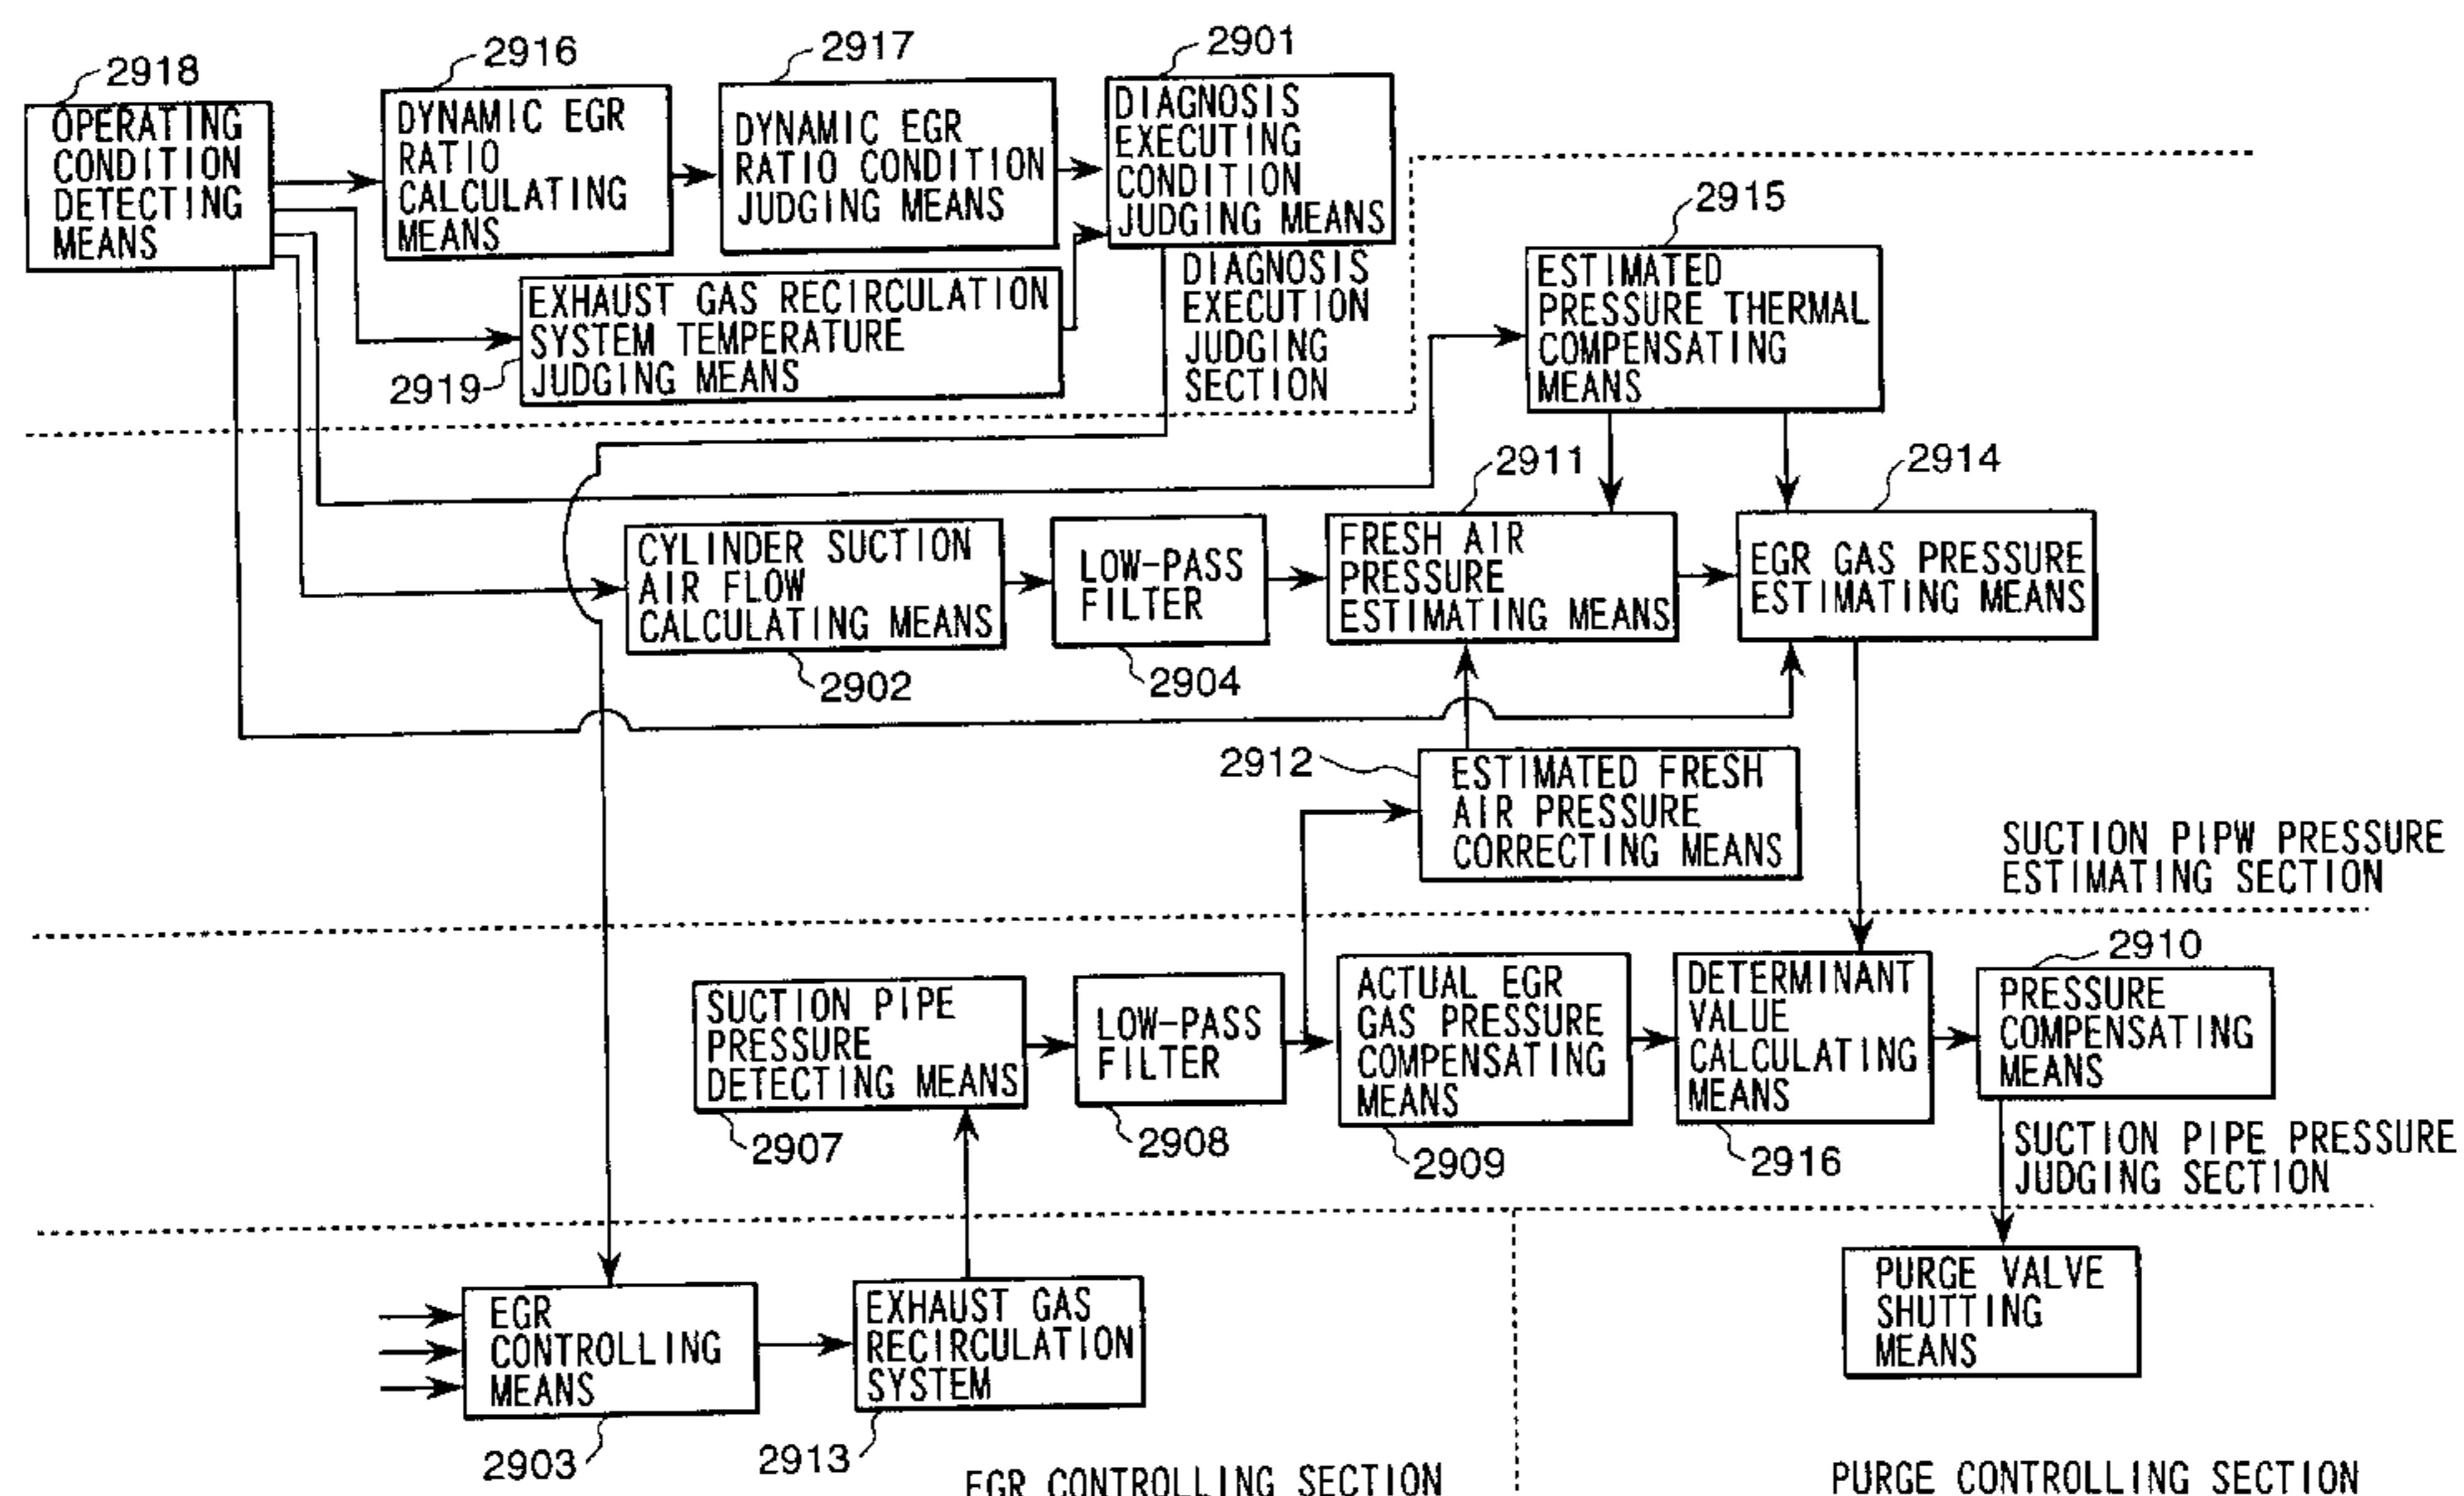 2918
OPERATING
CONDITION
DETECTING
MEANS
2916
DYNAMIC EGR
RATIO
CALCULATING
MEANS
2917
DYNAMIC EGR
RATIO CONDITION
JUDGING MEANS
2901
DIAGNOSIS
EXECUTING
CONDITION
JUDGING MEANS
EXHAUST GAS RECIRCULATION
SYSTEM TEMPERATURE
JUDGING MEANS
2919
DIAGNOSIS
EXECUTION
JUDGING
SECTION
2915
ESTIMATED
PRESSURE THERMAL
COMPENSATING
MEANS
CYLINDER SUCTION
AIR FLOW
CALCULATING MEANS
2902
LOW-PASS
FILTER
2904
2911
FRESH AIR
PRESSURE
ESTIMATING MEANS
2914
EGR GAS PRESSURE
ESTIMATING MEANS
2912
ESTIMATED FRESH
AIR PRESSURE
CORRECTING MEANS
SUCTION PIPW PRESSURE
ESTIMATING SECTION
SUCTION PIPE
PRESSURE
DETECTING MEANS
2907
LOW-PASS
FILTER
2908
ACTUAL EGR
GAS PRESSURE
COMPENSATING
MEANS
2909
DETERMINANT
VALUE
CALCULATING
MEANS
2916
2910
PRESSURE
COMPENSATING
MEANS
SUCTION PIPE PRESSURE
JUDGING SECTION
EGR
CONTROLLING
MEANS
2903
EXHAUST GAS
RECIRCULATION
SYSTEM
2913
EGR CONTROLLING SECTION
PURGE VALVE
SHUTTING
MEANS
PURGE CONTROLLING SECTION